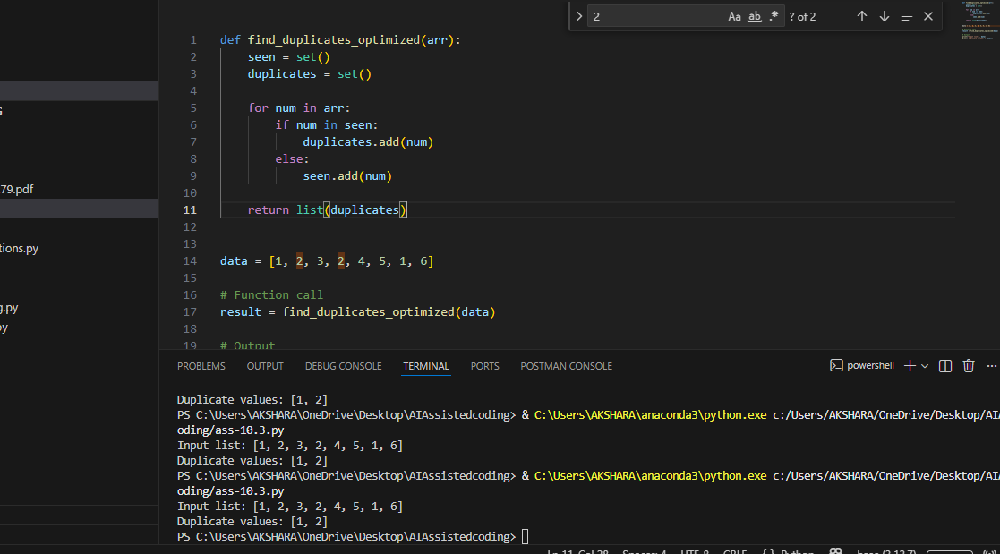 2 Aa ab .* ? of 2
1 def find_duplicates_optimized(arr):
2 seen = set()
3 duplicates = set()
4
5 for num in arr:
6 if num in seen:
7 duplicates.add(num)
8 else:
9 seen.add(num)
10
11 return list(duplicates)
12
13
14 data = [1, 2, 3, 2, 4, 5, 1, 6]
15
16 # Function call
17 result = find_duplicates_optimized(data)
18
19 # Output
79.pdf
tions.py
g.py
py
PROBLEMS OUTPUT DEBUG CONSOLE TERMINAL PORTS POSTMAN CONSOLE powershell
Duplicate values: [1, 2]
PS C:\Users\AKSHARA\OneDrive\Desktop\AIAssistedcoding> & C:\Users\AKSHARA\anaconda3\python.exe c:/Users/AKSHARA/OneDrive/Desktop/AIA
oding/ass-10.3.py
Input list: [1, 2, 3, 2, 4, 5, 1, 6]
Duplicate values: [1, 2]
PS C:\Users\AKSHARA\OneDrive\Desktop\AIAssistedcoding> & C:\Users\AKSHARA\anaconda3\python.exe c:/Users/AKSHARA/OneDrive/Desktop/AIA
oding/ass-10.3.py
Input list: [1, 2, 3, 2, 4, 5, 1, 6]
Duplicate values: [1, 2]
PS C:\Users\AKSHARA\OneDrive\Desktop\AIAssistedcoding>